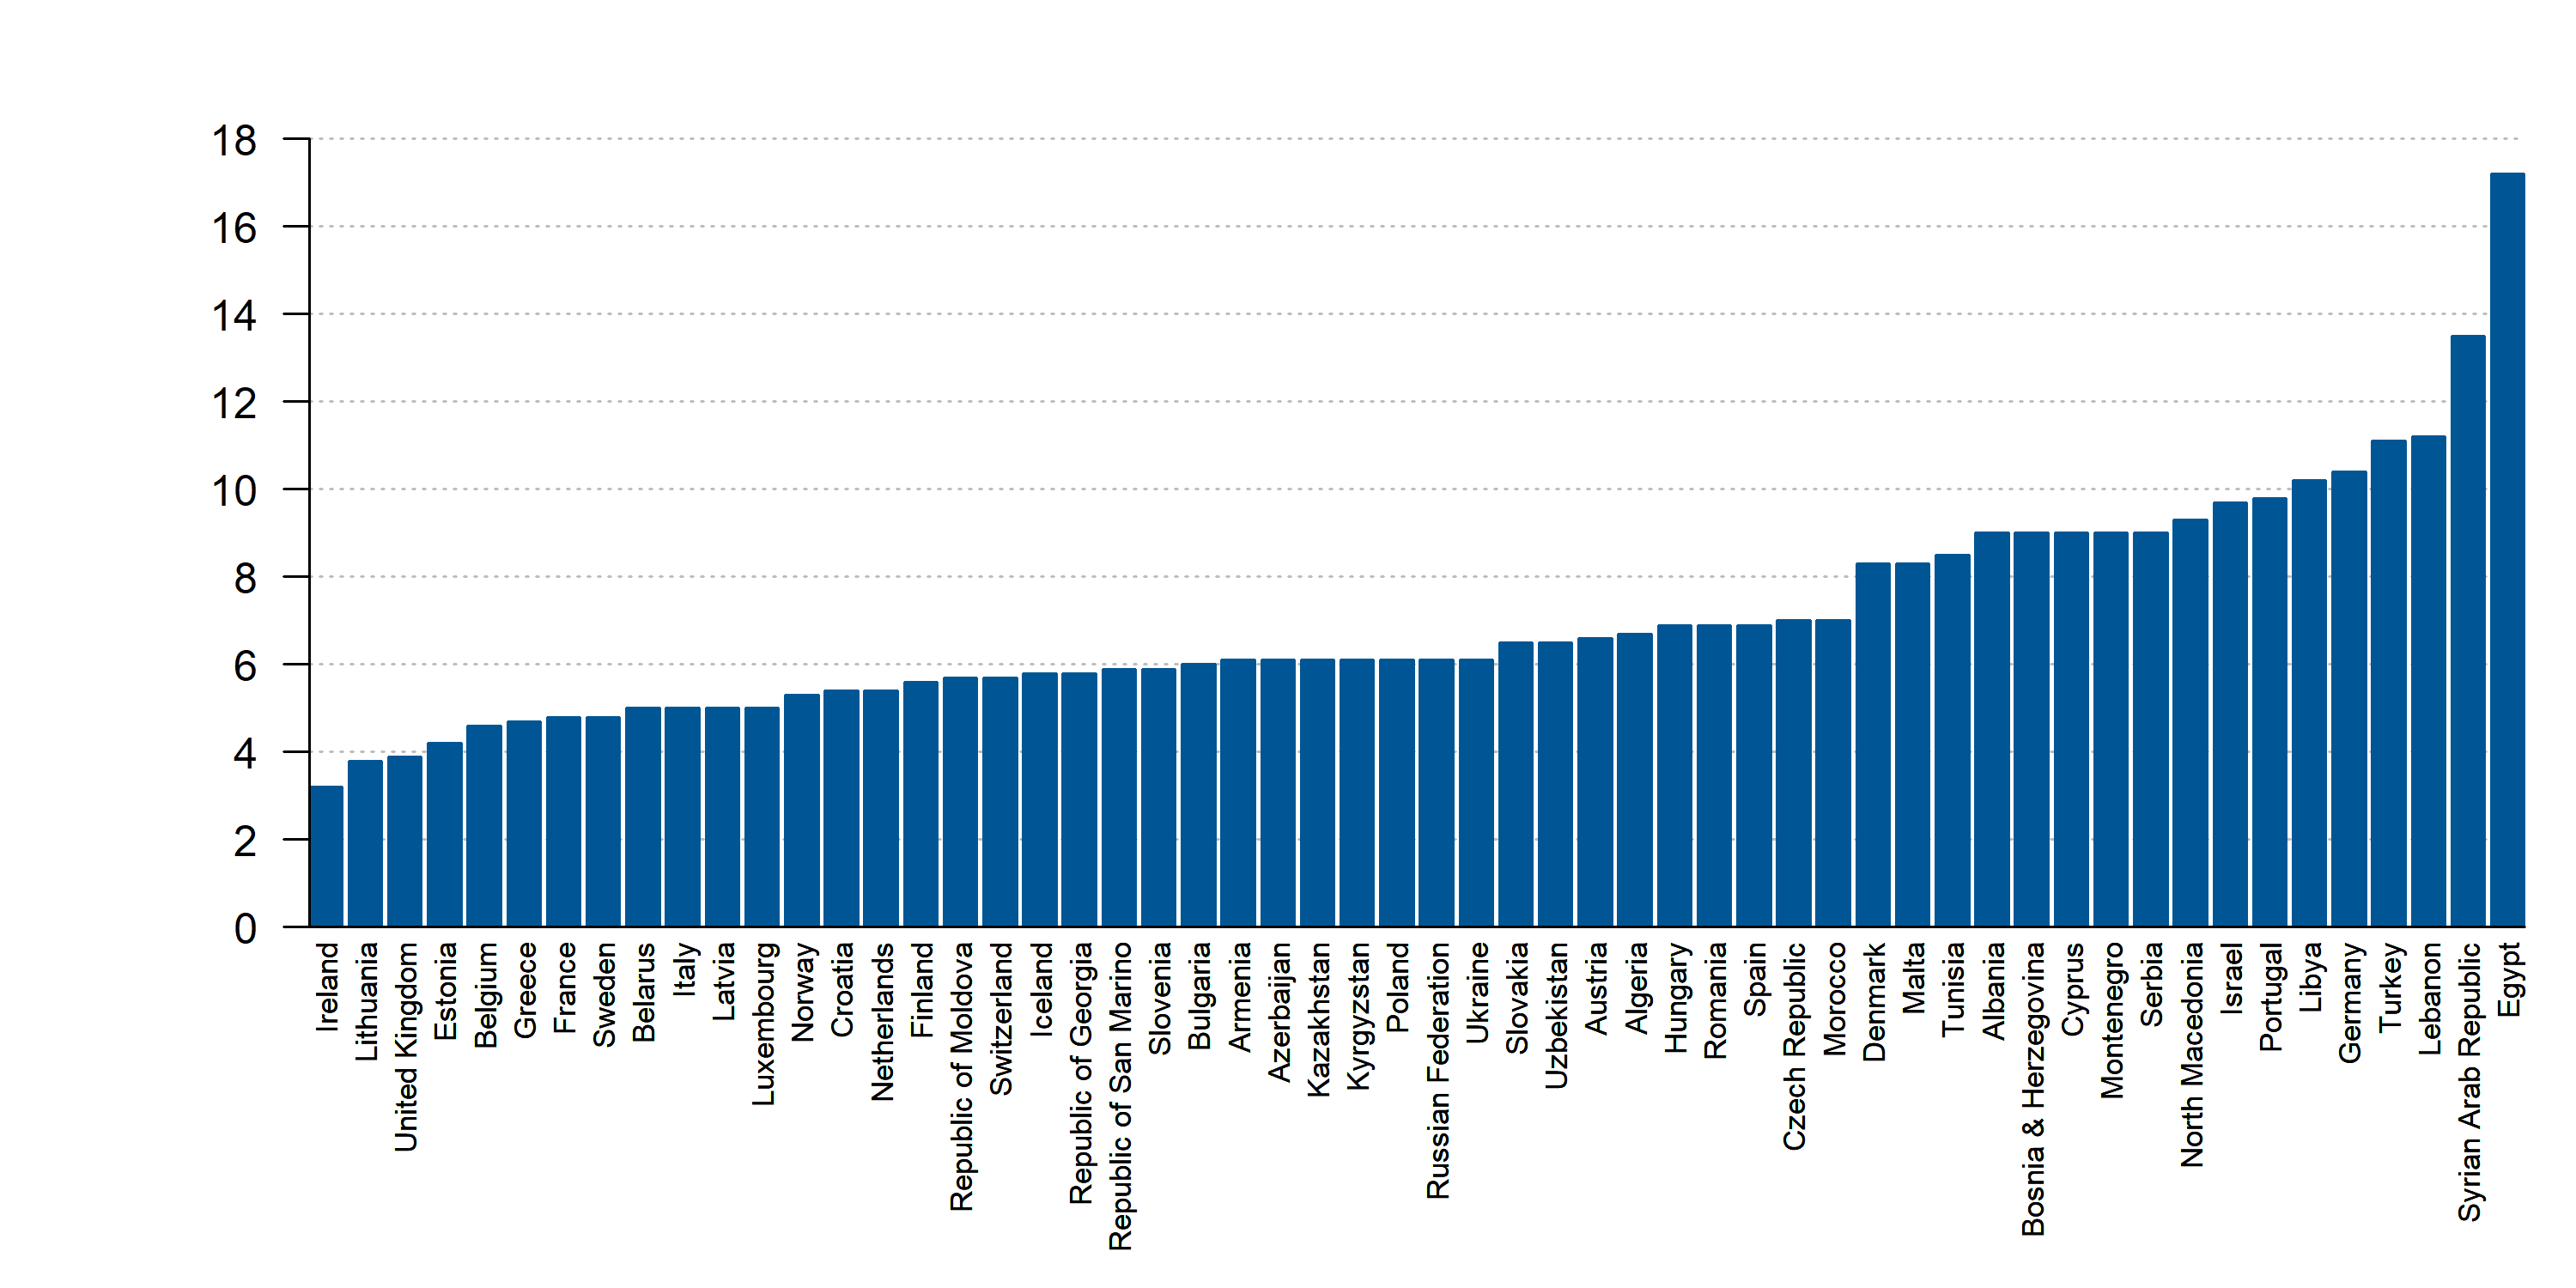 18
16
14
12
10
8
6
4
2
0
Ireland
Lithuania
United Kingdom
Estonia
Belgium
Greece
France
Sweden
Belarus
Italy
Latvia
Luxembourg
Norway
Croatia
Netherlands
Finland
Republic of Moldova
Switzerland
Iceland
Republic of Georgia
Republic of San Marino
Slovenia
Bulgaria
Armenia
Azerbaijan
Kazakhstan
Kyrgyzstan
Poland
Russian Federation
Ukraine
Slovakia
Uzbekistan
Austria
Algeria
Hungary
Romania
Spain
Czech Republic
Morocco
Denmark
Malta
Tunisia
Albania
Bosnia & Herzegovina
Cyprus
Montenegro
Serbia
North Macedonia
Israel
Portugal
Libya
Germany
Turkey
Lebanon
Syrian Arab Republic
Egypt